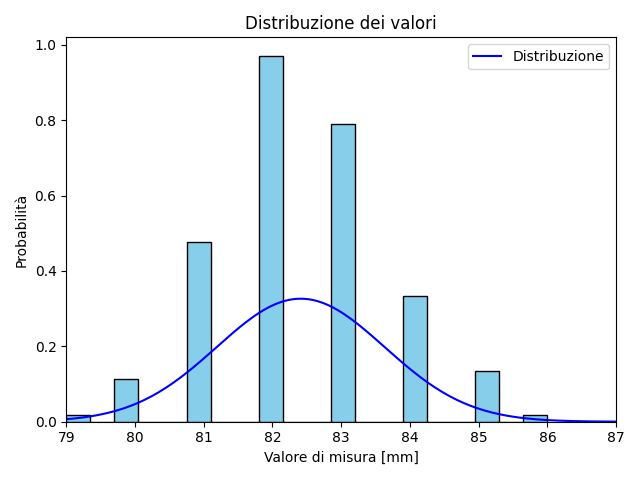 Distribuzione dei valori
Distribuzione
Probabilità
1.0
0.8
0.6
0.4
0.2
0.0
79 80 81 82 83 84 85 86 87
Valore di misura [mm]